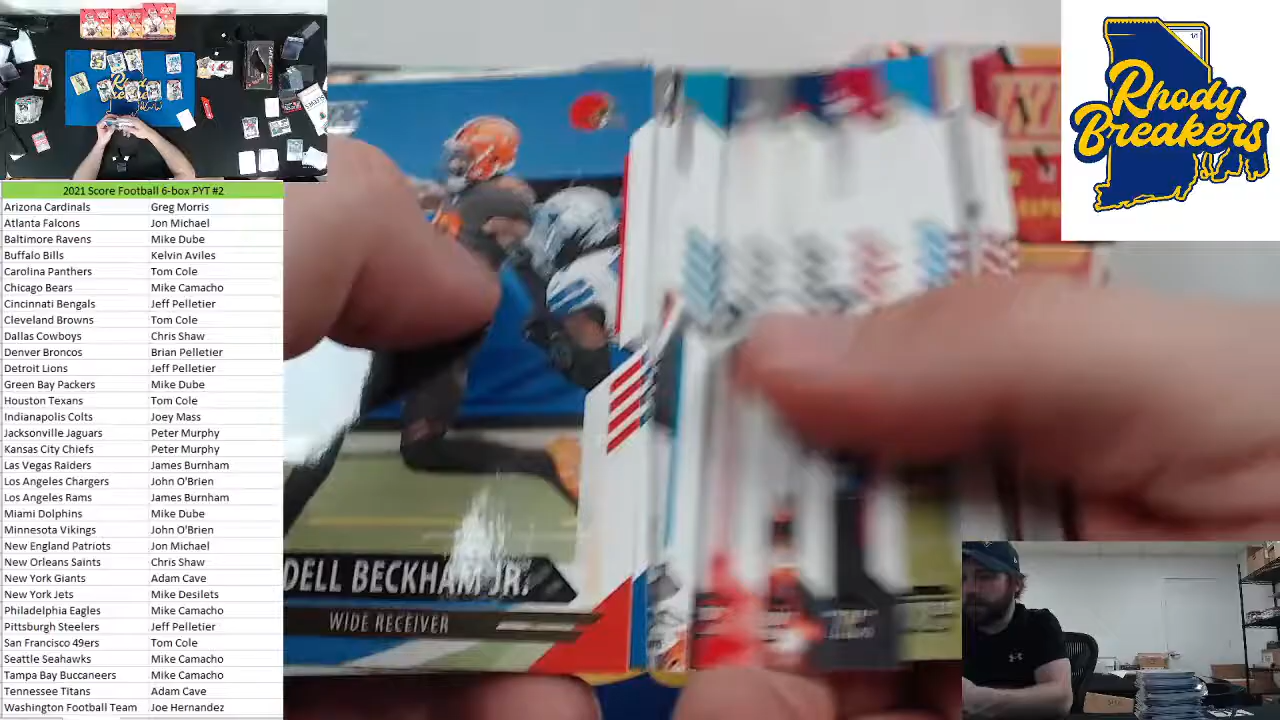 2021 Score Football 6-box PYT #2
Arizona Cardinals Greg Morris
Atlanta Falcons Jon Michael
Baltimore Ravens Mike Dube
Buffalo Bills Kelvin Aviles
Carolina Panthers Tom Cole
Chicago Bears Mike Camacho
Cincinnati Bengals Jeff Pelletier
Cleveland Browns Tom Cole
Dallas Cowboys Chris Shaw
Denver Broncos Brian Pelletier
Detroit Lions Jeff Pelletier
Green Bay Packers Mike Dube
Houston Texans Tom Cole
Indianapolis Colts Joey Mass
Jacksonville Jaguars Peter Murphy
Kansas City Chiefs Peter Murphy
Las Vegas Raiders James Burnham
Los Angeles Chargers John O'Brien
Los Angeles Rams James Burnham
Miami Dolphins Mike Dube
Minnesota Vikings John O'Brien
New England Patriots Jon Michael
New Orleans Saints Chris Shaw
New York Giants Adam Cave
New York Jets Mike Desilets
Philadelphia Eagles Mike Camacho
Pittsburgh Steelers Jeff Pelletier
San Francisco 49ers Tom Cole
Seattle Seahawks Mike Camacho
Tampa Bay Buccaneers Mike Camacho
Tennessee Titans Adam Cave
Washington Football Team Joe Hernandez
DELL BECKHAM JR.
WIDE RECEIVER
1/1
Rhody
Breakers